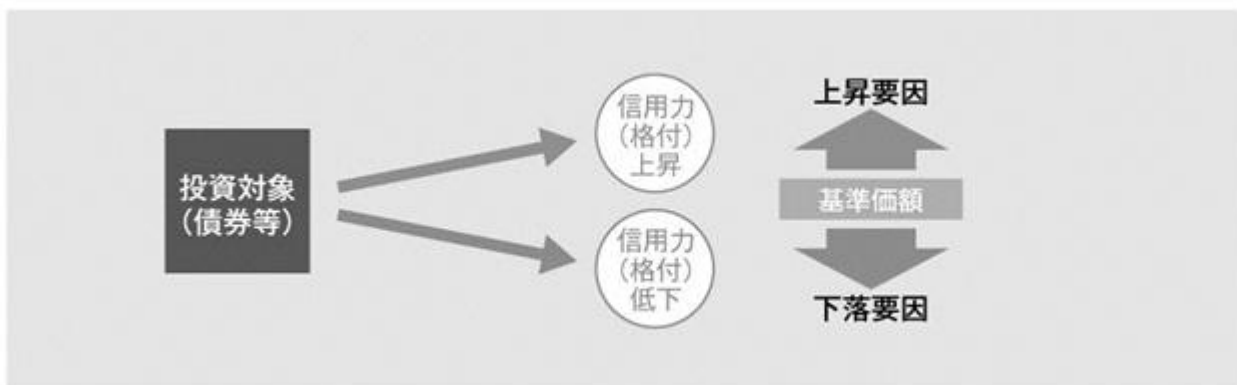 投資対象
（債券等）
信用力
（格付）
上昇
信用力
（格付）
低下
上昇要因
基準価額
下落要因